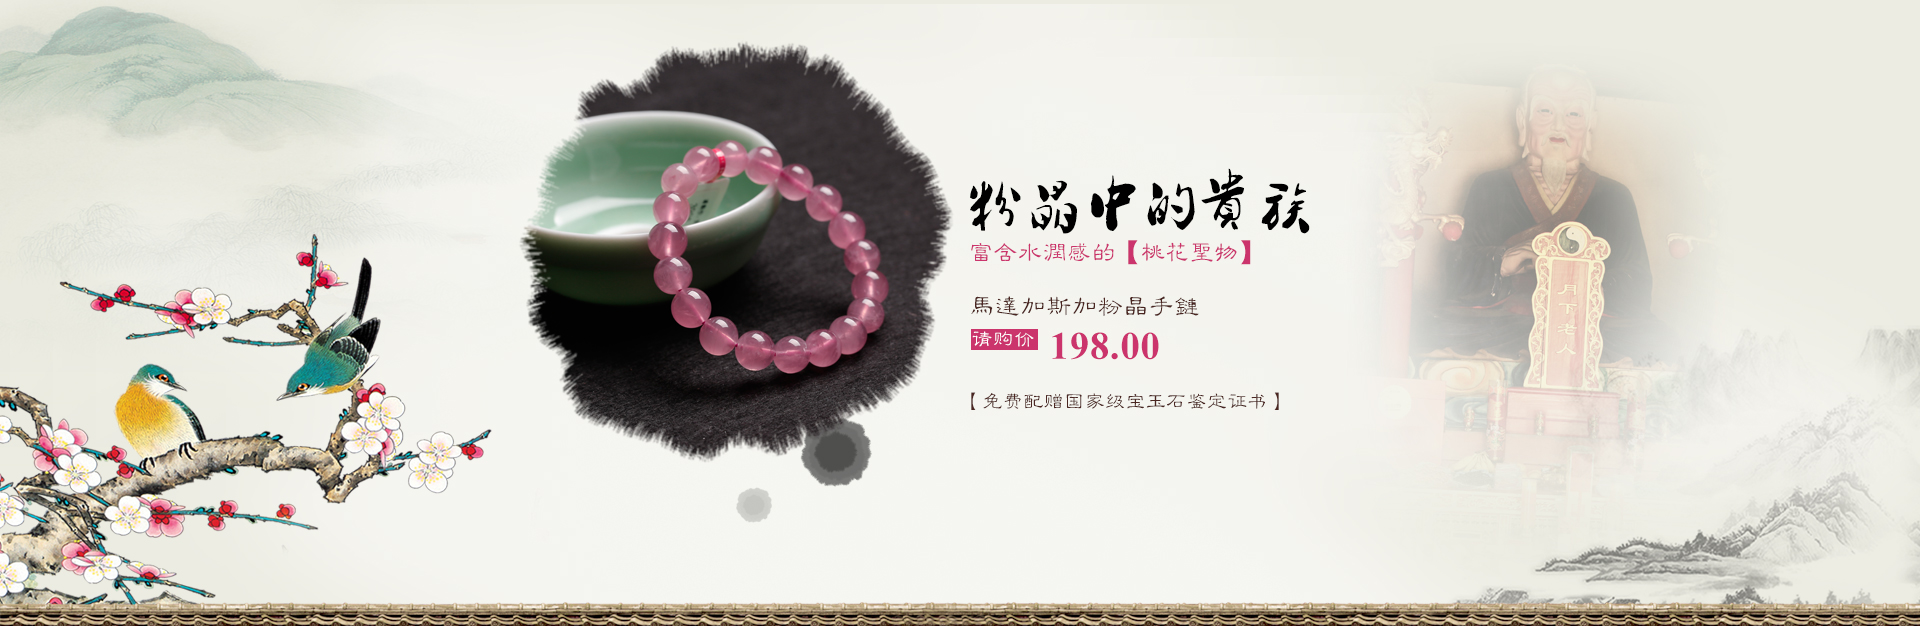 粉晶中的貴族
富含水潤感的【桃花聖物】
馬達加斯加粉晶手鏈
请购价 198.00
【免费配赠国家级宝玉石鉴定证书】
月下老人